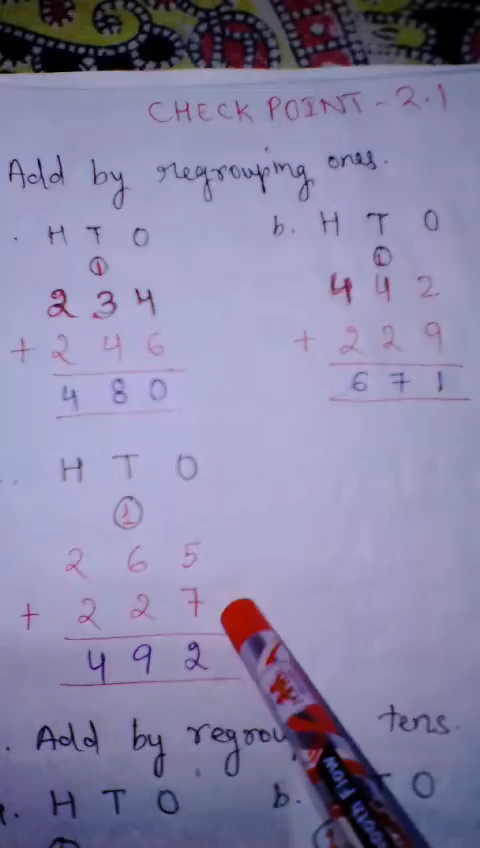 CHECK POINT - 2.1
Add by regrouping ones.
. H T O
①
2 3 4
+ 2 4 6
4 8 0
b. H T O
①
4 4 2
+ 2 2 9
6 7 1
H T O
①
2 6 5
+ 2 2 7
4 9 2
. Add by tens.
H T O
b. O